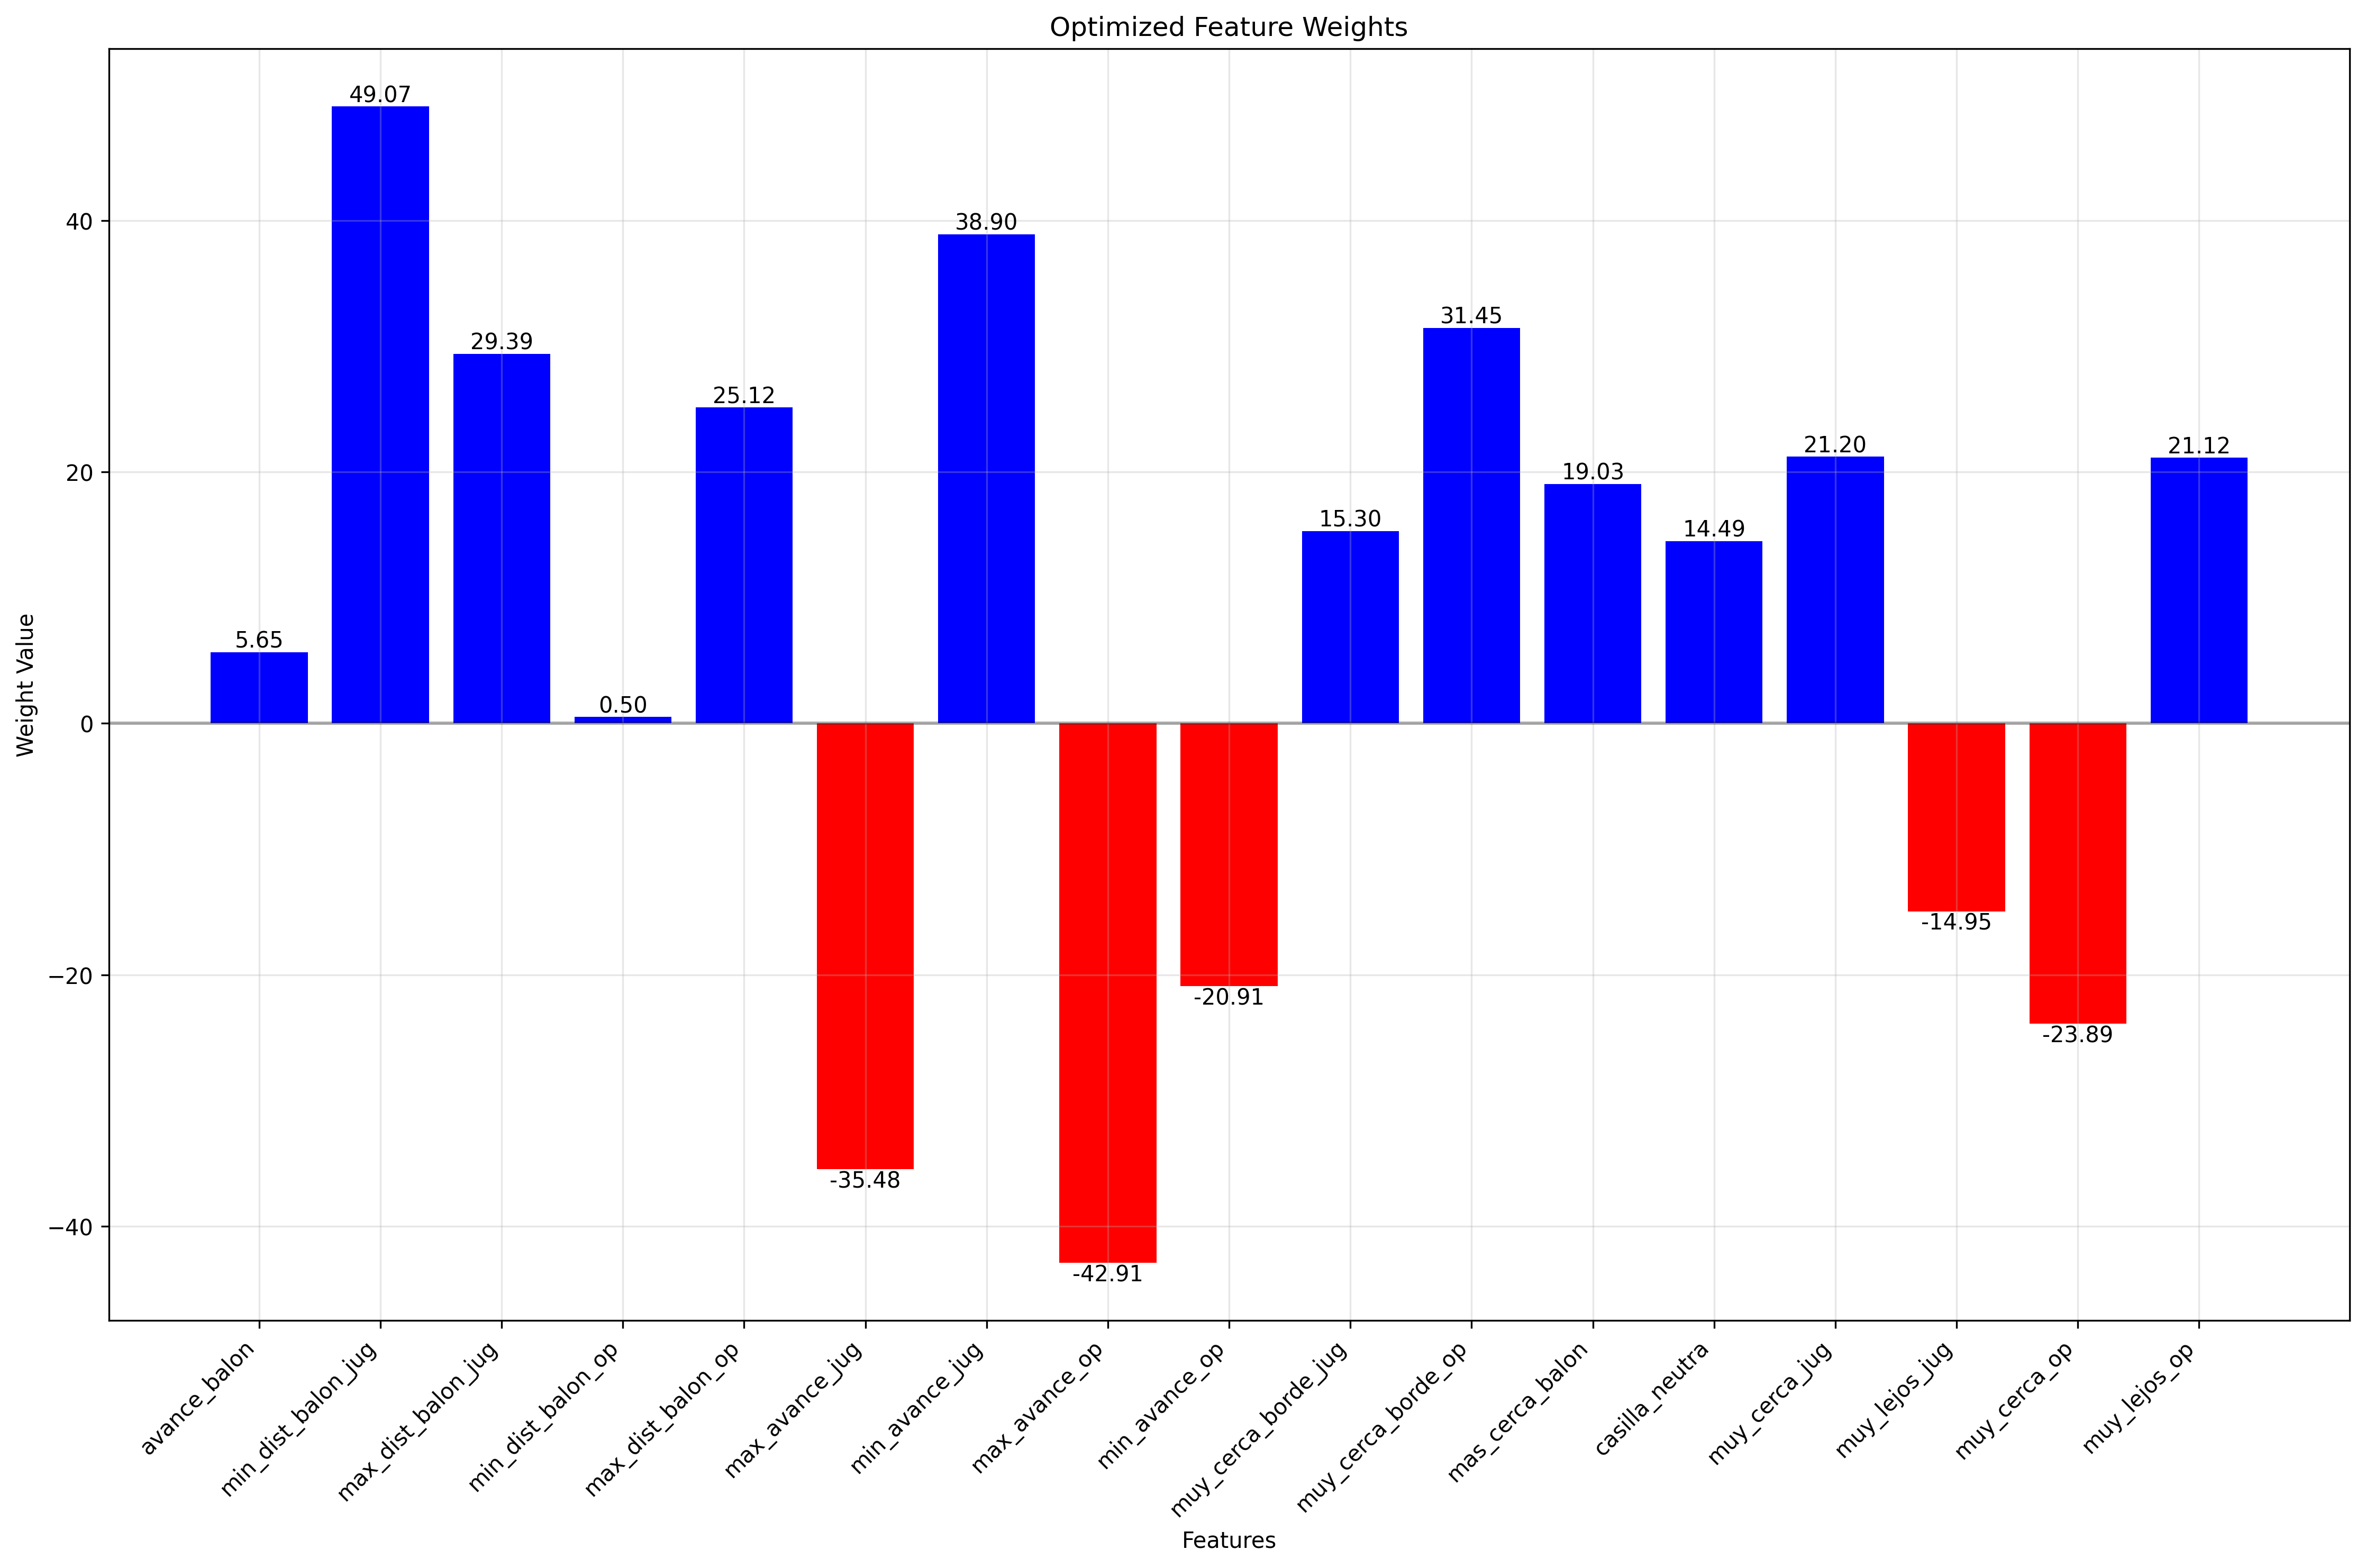 Optimized Feature Weights
Weight Value
40
20
0
−20
−40
5.65
49.07
29.39
0.50
25.12
-35.48
38.90
-42.91
-20.91
15.30
31.45
19.03
14.49
21.20
-14.95
-23.89
21.12
avance_balon
min_dist_balon_jug
max_dist_balon_jug
min_dist_balon_op
max_dist_balon_op
max_avance_jug
min_avance_jug
max_avance_op
min_avance_op
muy_cerca_borde_jug
muy_cerca_borde_op
mas_cerca_balon
casilla_neutra
muy_cerca_jug
muy_lejos_jug
muy_cerca_op
muy_lejos_op
Features